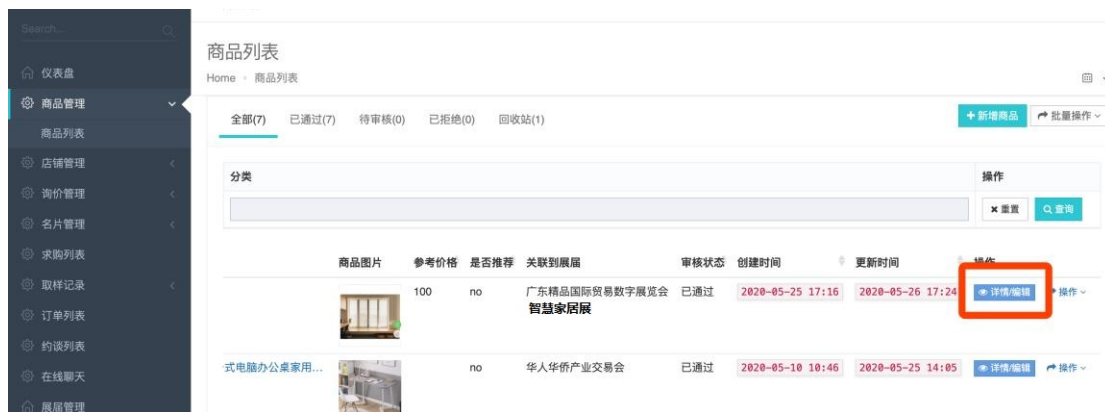 Search...
商品列表
Home 商品列表
仪表盘
商品管理
商品列表
店铺管理
询价管理
名片管理
求购列表
取样记录
订单列表
约谈列表
在线聊天
展届管理
全部(7) 已通过(7) 待审核(0) 已拒绝(0) 回收站(1)
+新增商品 批量操作
分类 操作
×重置 查询
商品图片 参考价格 是否推荐 关联到展届 审核状态 创建时间 更新时间 操作
100 no 广东精品国际贸易数字展览会 已通过 2020-05-25 17:16 2020-05-26 17:24 详情/编辑 操作
智慧家居展
式电脑办公桌家用... no 华人华侨产业交易会 已通过 2020-05-10 10:46 2020-05-25 14:05 详情/编辑 操作